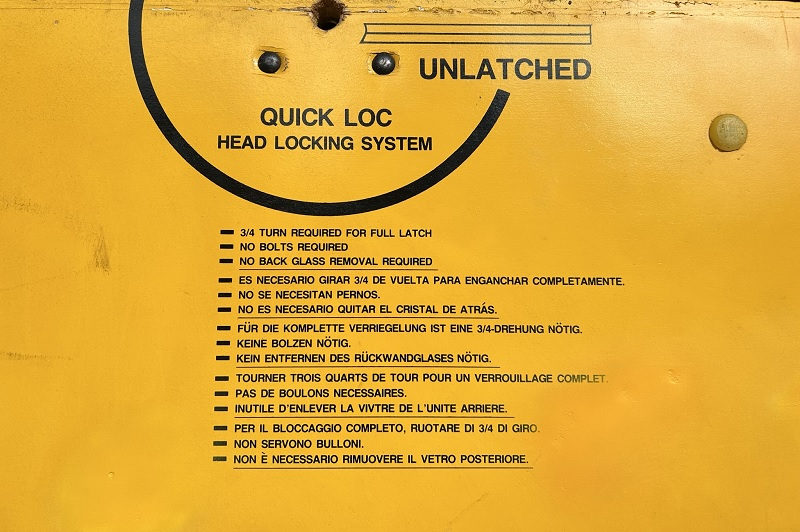 UNLATCHED
QUICK LOC
HEAD LOCKING SYSTEM
3/4 TURN REQUIRED FOR FULL LATCH
NO BOLTS REQUIRED
NO BACK GLASS REMOVAL REQUIRED
ES NECESARIO GIRAR 3/4 DE VUELTA PARA ENGANCHAR COMPLETAMENTE.
NO SE NECESITAN PERNOS.
NO ES NECESARIO QUITAR EL CRISTAL DE ATRÁS.
FÜR DIE KOMPLETTE VERRIEGELUNG IST EINE 3/4-DREHUNG NÖTIG.
KEINE BOLZEN NÖTIG.
KEIN ENTFERNEN DES RÜCKWANDGLASES NÖTIG.
TOURNER TROIS QUARTS DE TOUR POUR UN VERROUILLAGE COMPLET.
PAS DE BOULONS NECESSAIRES.
INUTILE D'ENLEVER LA VIVTRE DE L'UNITE ARRIERE.
PER IL BLOCCAGGIO COMPLETO, RUOTARE DI 3/4 DI GIRO.
NON SERVONO BULLONI.
NON È NECESSARIO RIMUOVERE IL VETRO POSTERIORE.